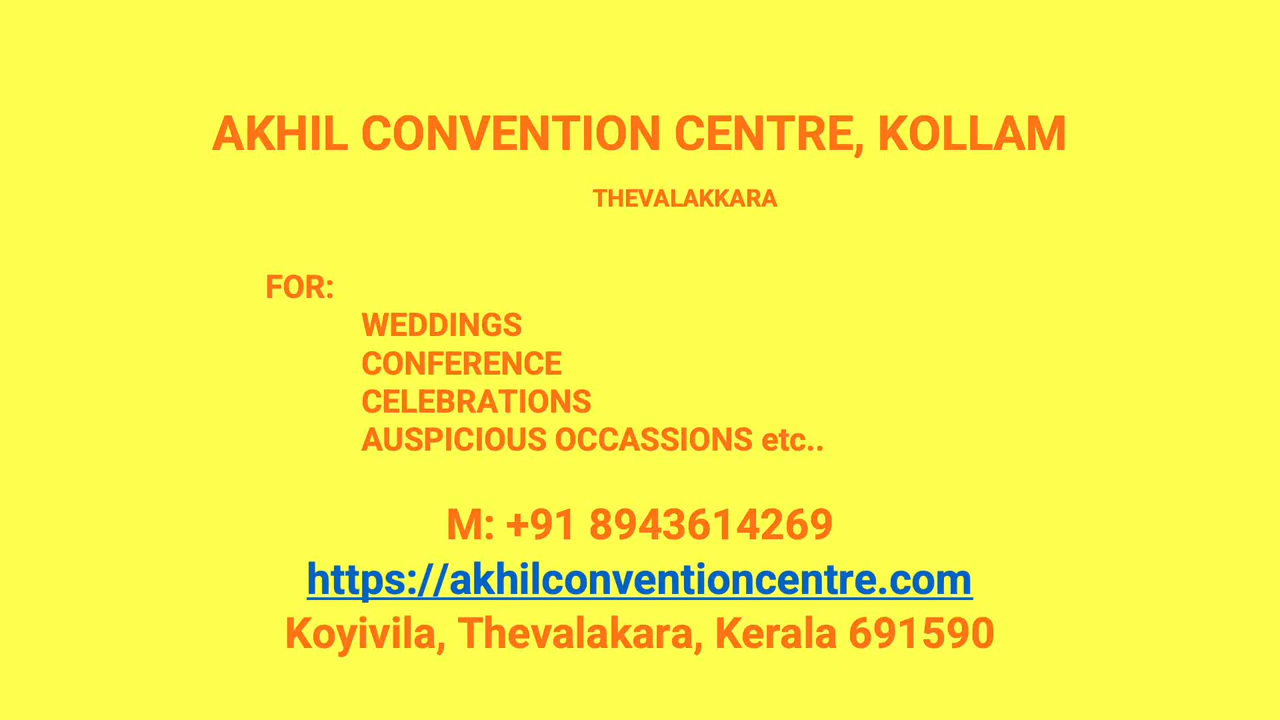 AKHIL CONVENTION CENTRE, KOLLAM
THEVALAKKARA
FOR:
WEDDINGS
CONFERENCE
CELEBRATIONS
AUSPICIOUS OCCASSIONS etc..
M: +91 8943614269
https://akhilconventioncentre.com
Koyivila, Thevalakara, Kerala 691590